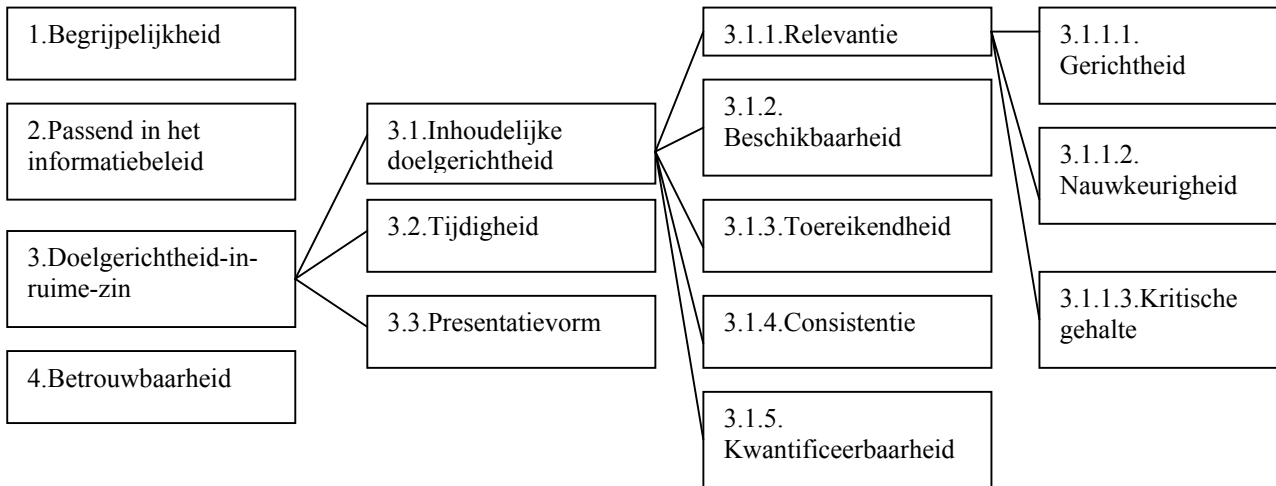 1.Begrijpelijkheid
2.Passend in het
informatiebeleid
3.Doelgerichtheid-in-
ruime-zin
4.Betrouwbaarheid
3.1.Inhoudelijke
doelgerichtheid
3.2.Tijdigheid
3.3.Presentatievorm
3.1.1.Relevantie
3.1.2.
Beschikbaarheid
3.1.3.Toereikendheid
3.1.4.Consistentie
3.1.5.
Kwantificeerbaarheid
3.1.1.1.
Gerichtheid
3.1.1.2.
Nauwkeurigheid
3.1.1.3.Kritische
gehalte